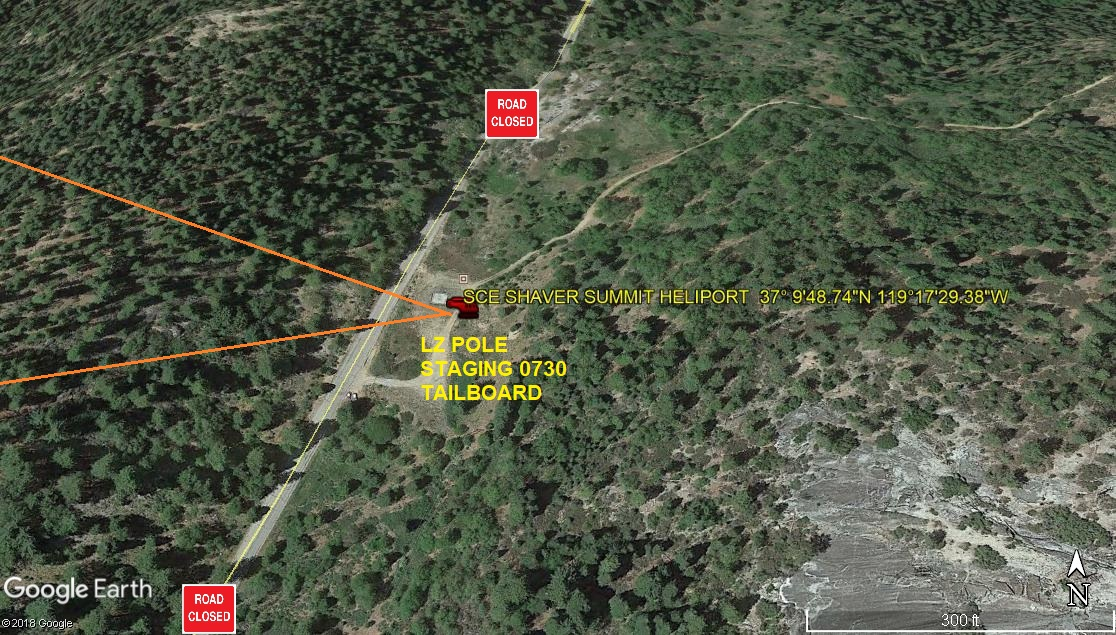 ROAD
CLOSED
SCE SHAVER SUMMIT HELIPORT  37° 9'48.74"N 119°17'29.38"W
LZ POLE
STAGING 0730
TAILBOARD
Google Earth
ROAD
CLOSED
©2018 Google
N
300 ft